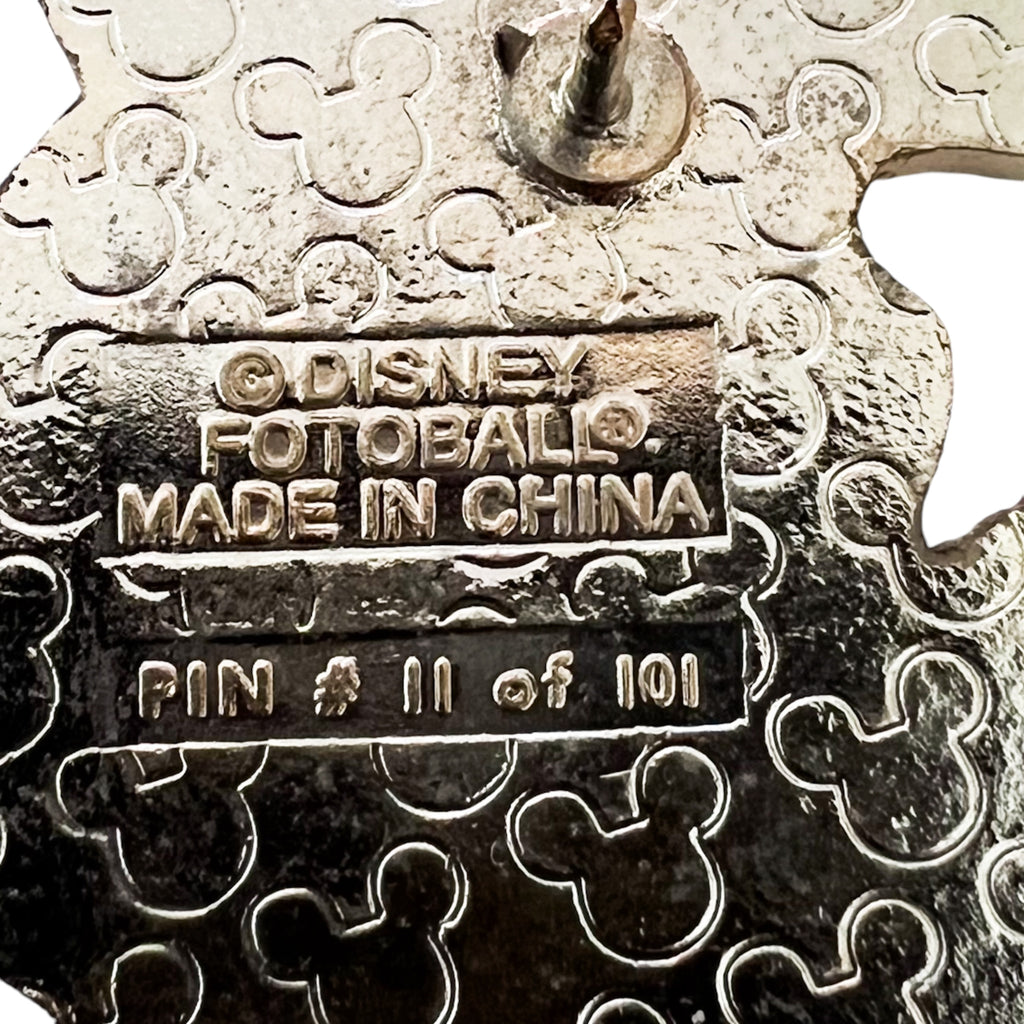 ©DISNEY
FOTOBALL®
MADE IN CHINA
PIN # 11 of 101